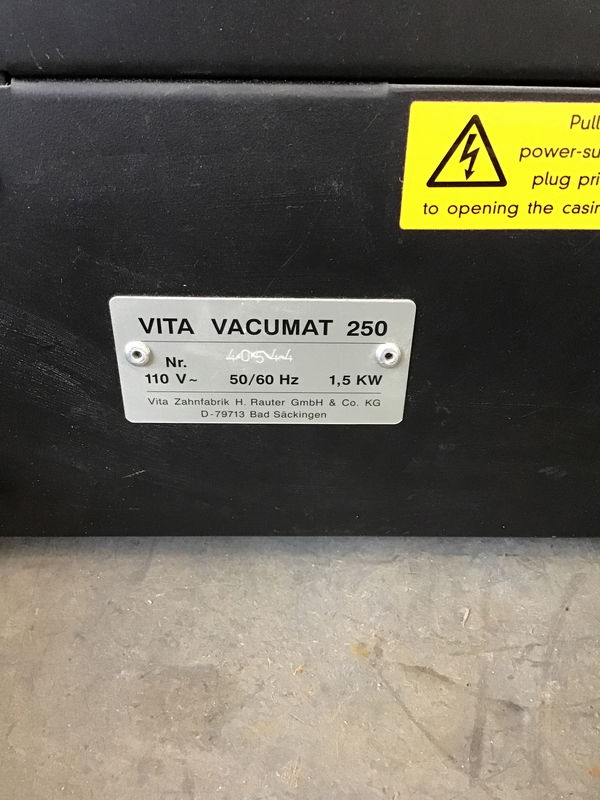 Pull
power-su
plug pri
to opening the casin
VITA VACUMAT 250
Nr. 40544
110 V~ 50/60 Hz 1,5 KW
Vita Zahnfabrik H. Rauter GmbH & Co. KG
D-79713 Bad Säckingen